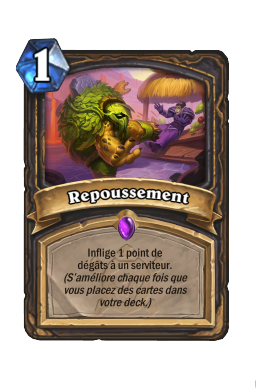 1
Repoussement
Inflige 1 point de
dégâts à un serviteur.
(S'améliore chaque fois que
vous placez des cartes dans
votre deck.)